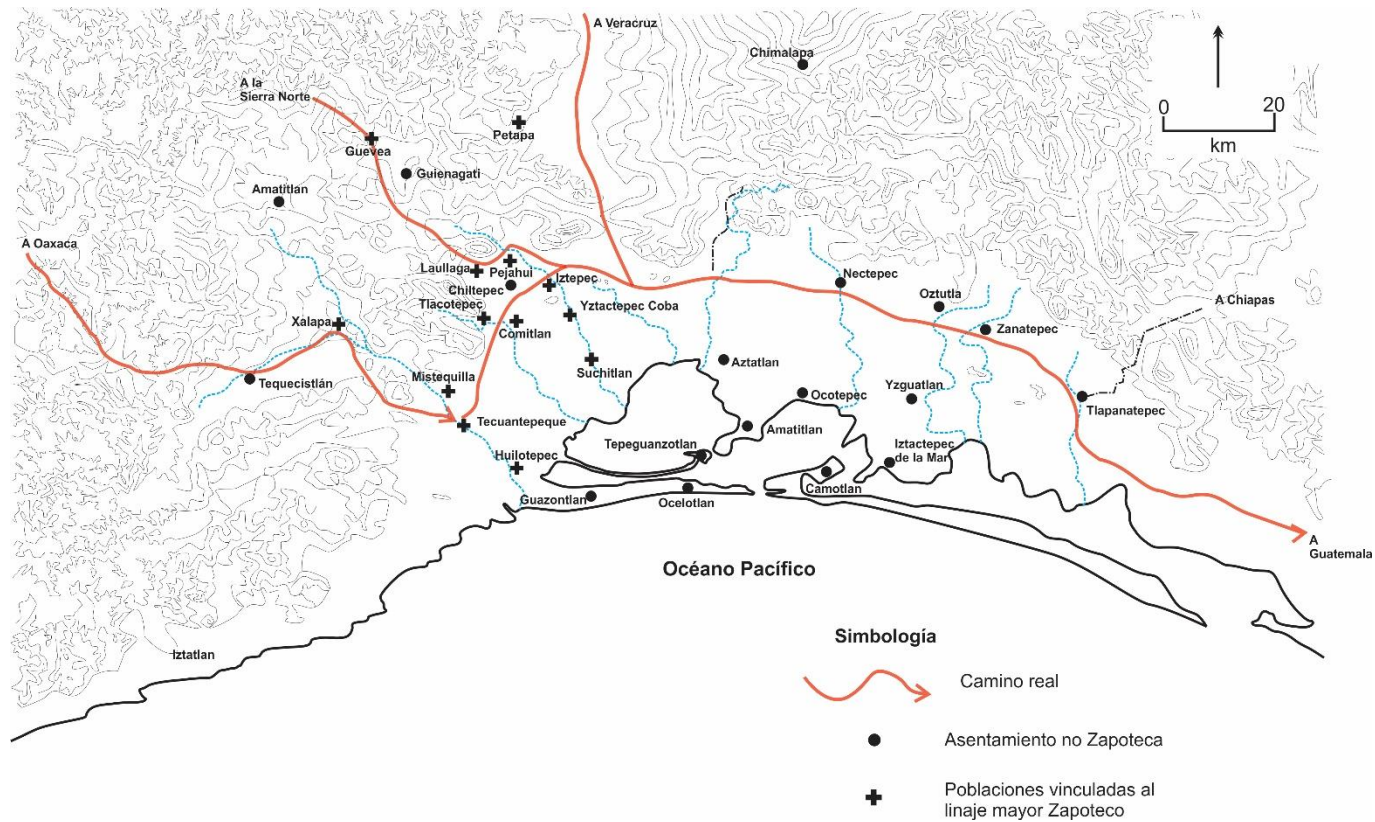 A Veracruz
Chimalapa
A la
Sierra Norte
0 20
km
Petapa
Guevea
Guienagati
Amatitlan
A Oaxaca
Laullaga
Pejahui
Iztepec
Nectepec
Chiltepec
Oztutla
A Chiapas
Tlacotepec
Yztactepec Coba
Xalapa
Comitlan
Zanatepec
Aztatlan
Tequecistlán
Mistequilla
Suchitlan
Ocotepec
Yzguatlan
Tlapanatepec
Tecuantepeque
Amatitlan
Tepeguanzotlan
Iztactepec
de la Mar
Huilotepec
Camotlan
Guazontlan
Ocelotlan
A
Guatemala
Océano Pacífico
Iztatlan
Simbología
Camino real
Asentamiento no Zapoteca
Poblaciones vinculadas al
linaje mayor Zapoteco